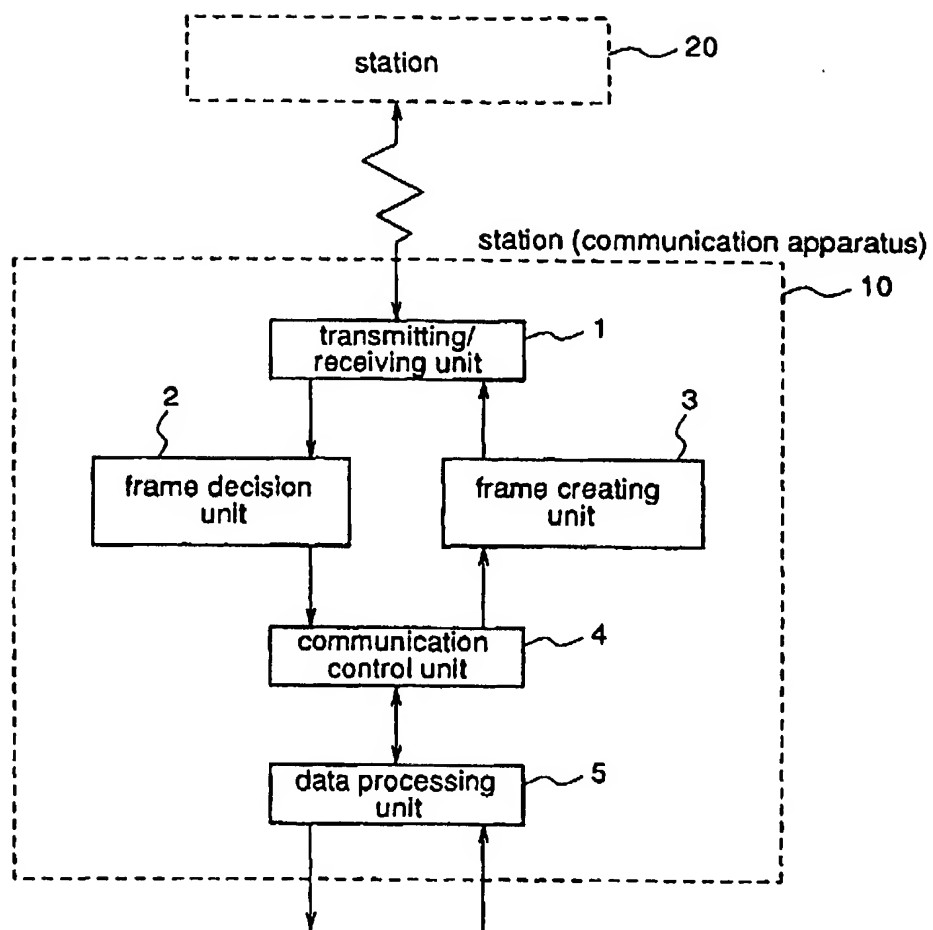 station
20
station (communication apparatus)
10
transmitting/
receiving unit
1
2
3
frame decision
unit
frame creating
unit
communication
control unit
4
data processing
unit
5